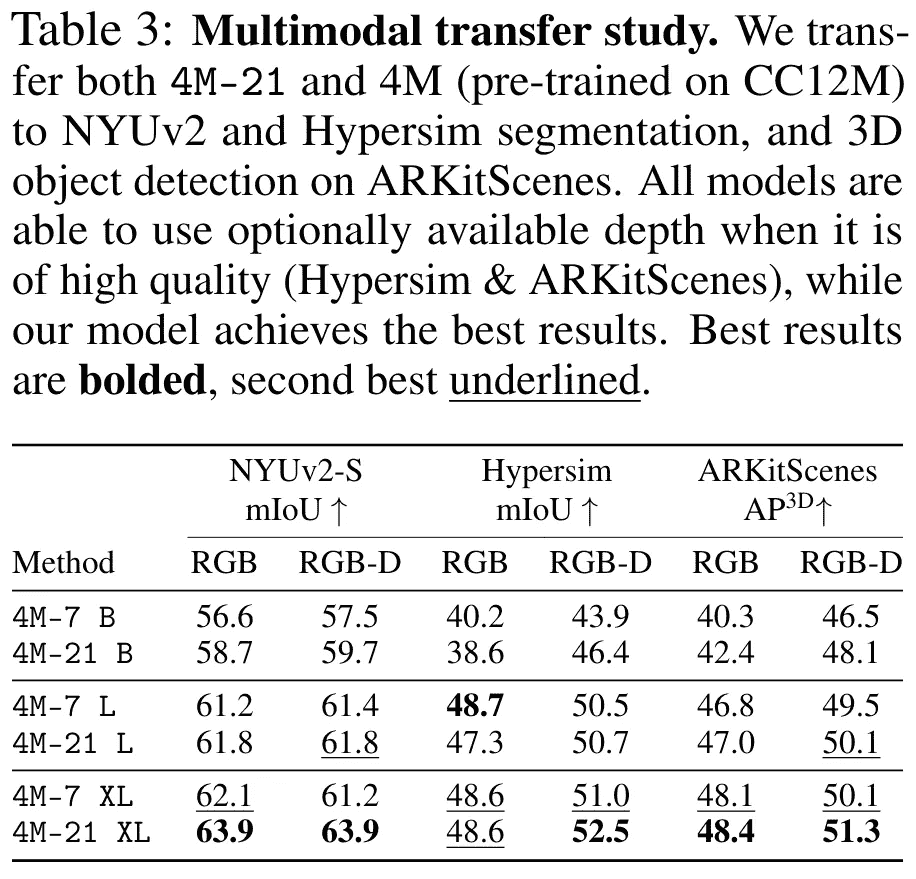 Table 3: Multimodal transfer study. We trans-
fer both 4M-21 and 4M (pre-trained on CC12M)
to NYUv2 and Hypersim segmentation, and 3D
object detection on ARKitScenes. All models are
able to use optionally available depth when it is
of high quality (Hypersim & ARKitScenes), while
our model achieves the best results. Best results
are bolded, second best underlined.
NYUv2-S Hypersim ARKitScenes
mIoU ↑ mIoU ↑ AP3D↑
Method RGB RGB-D RGB RGB-D RGB RGB-D
4M-7 B 56.6 57.5 40.2 43.9 40.3 46.5
4M-21 B 58.7 59.7 38.6 46.4 42.4 48.1
4M-7 L 61.2 61.4 48.7 50.5 46.8 49.5
4M-21 L 61.8 61.8 47.3 50.7 47.0 50.1
4M-7 XL 62.1 61.2 48.6 51.0 48.1 50.1
4M-21 XL 63.9 63.9 48.6 52.5 48.4 51.3